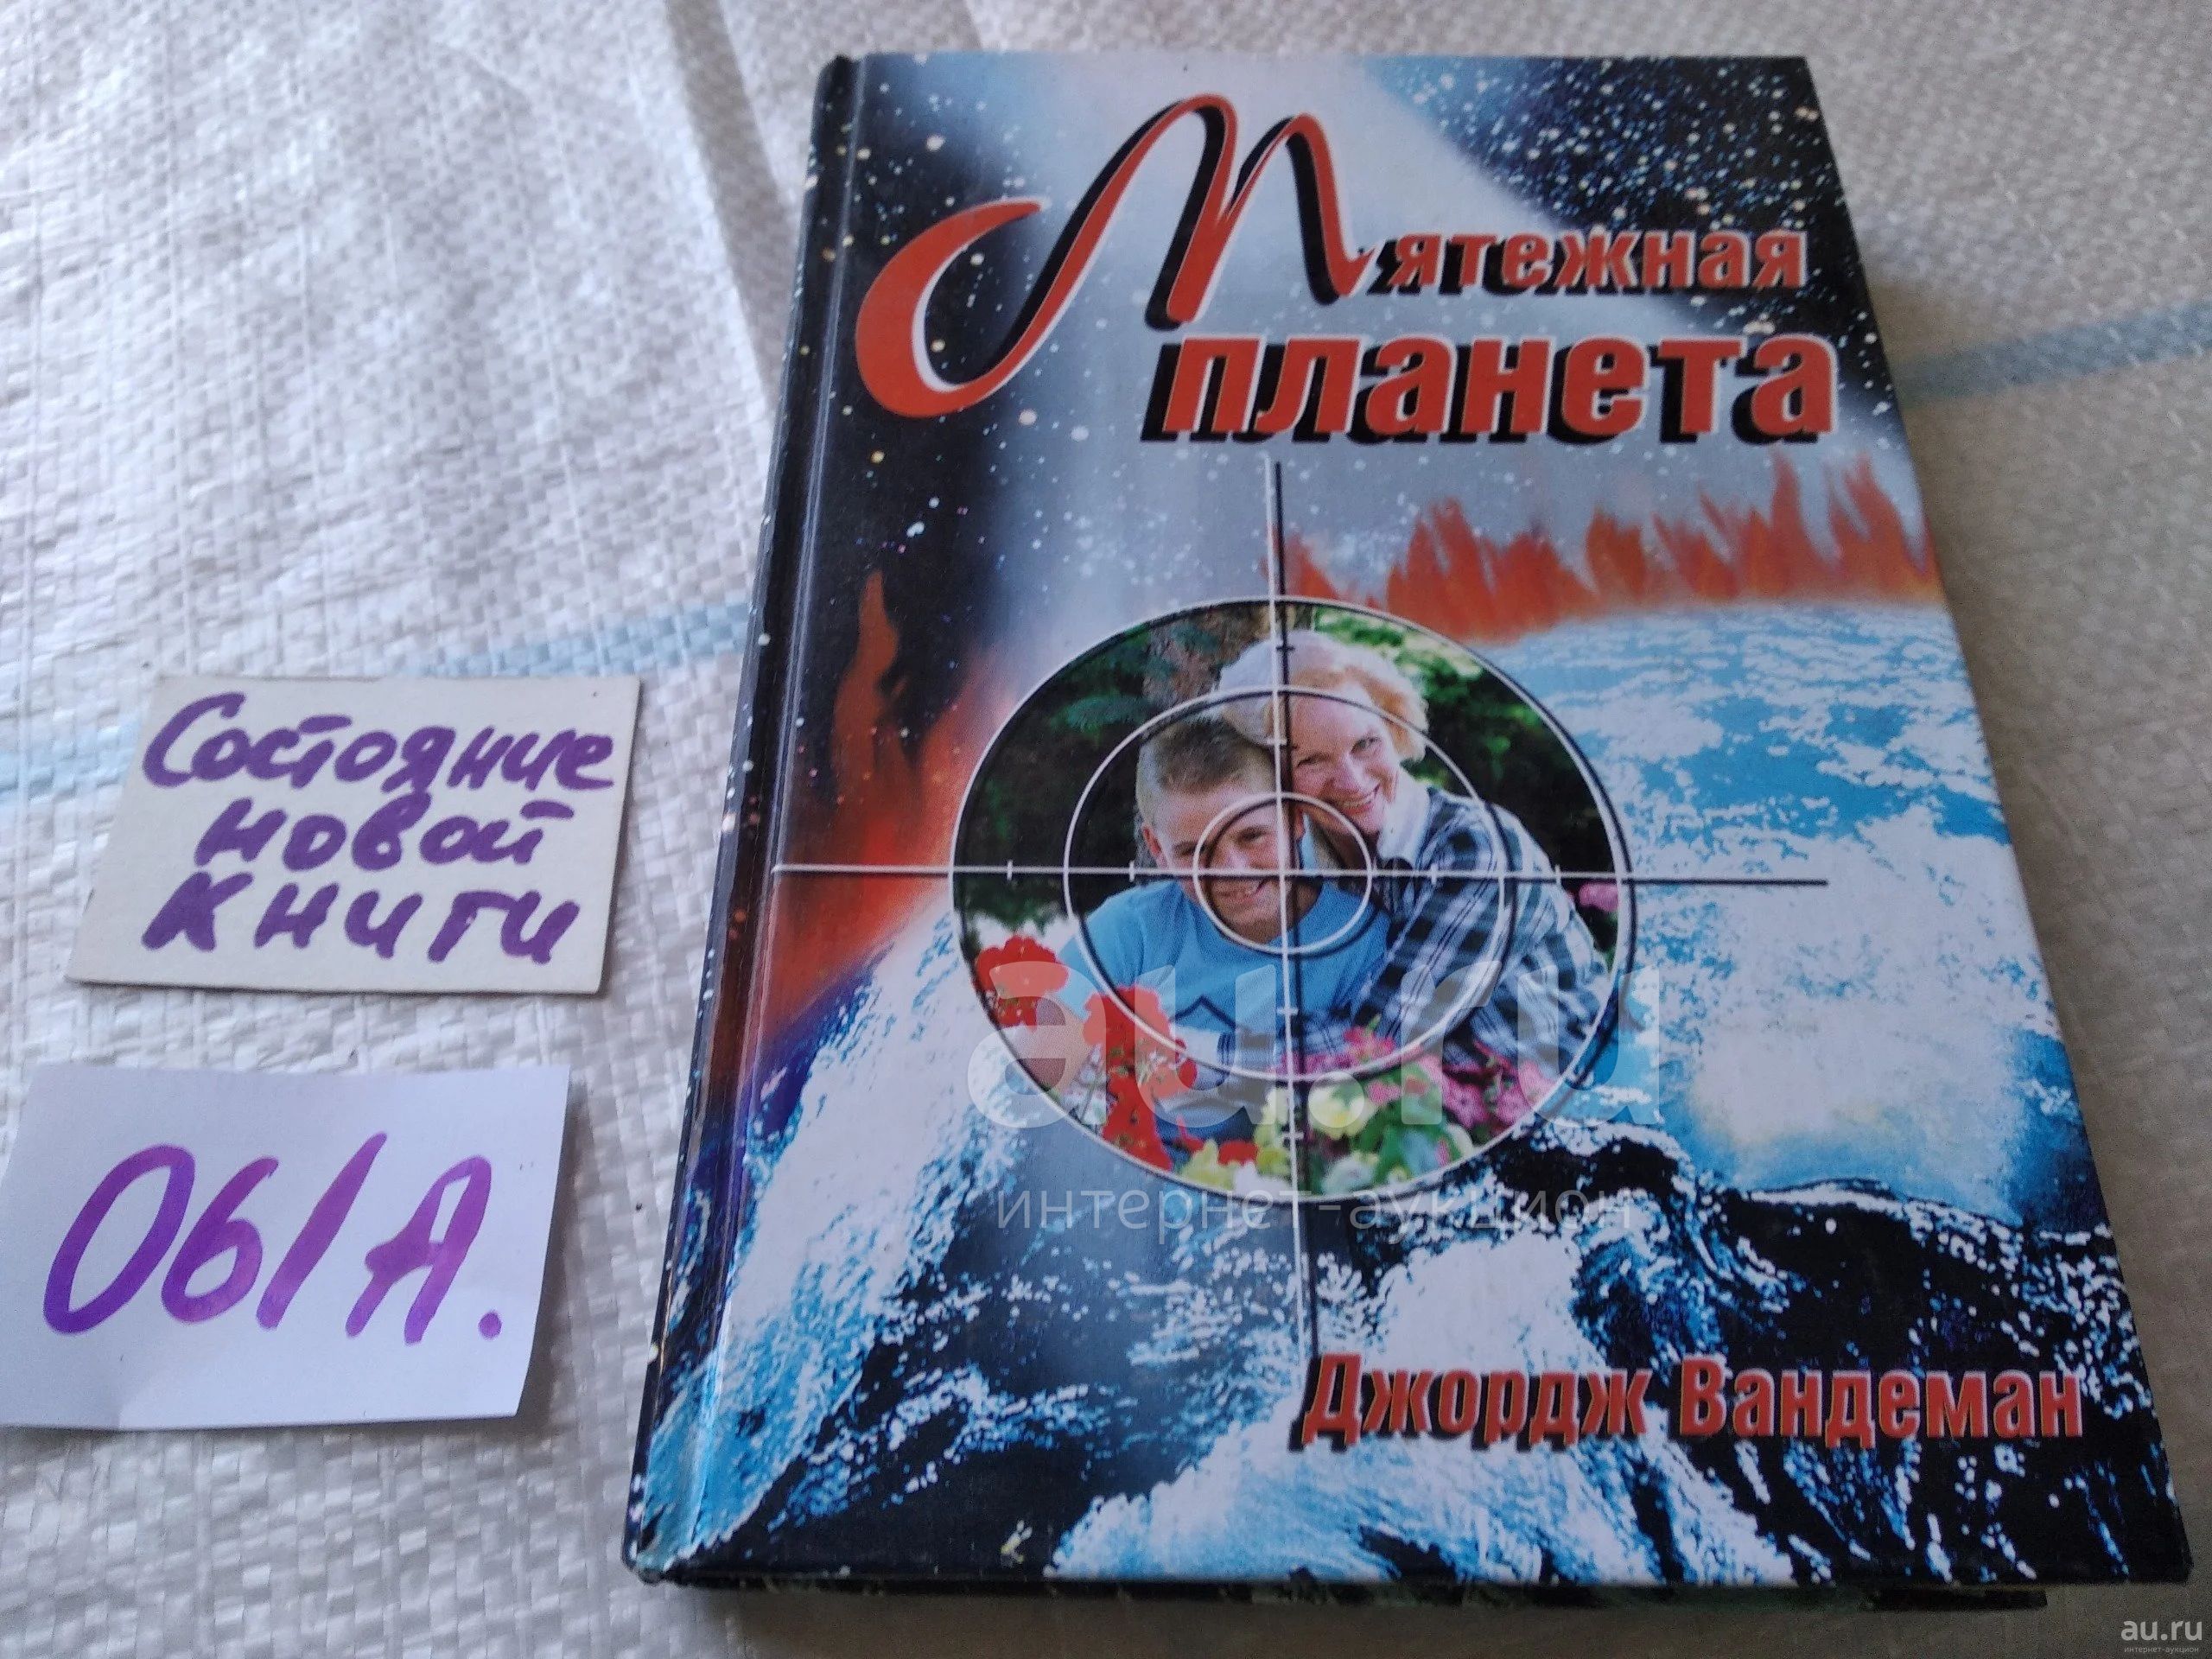 Мятежная
планета
Состояние
новой
книги
061А.
au.ru
интернет-аукцион
Джордж Вандеман
au.ru
интернет-аукцион